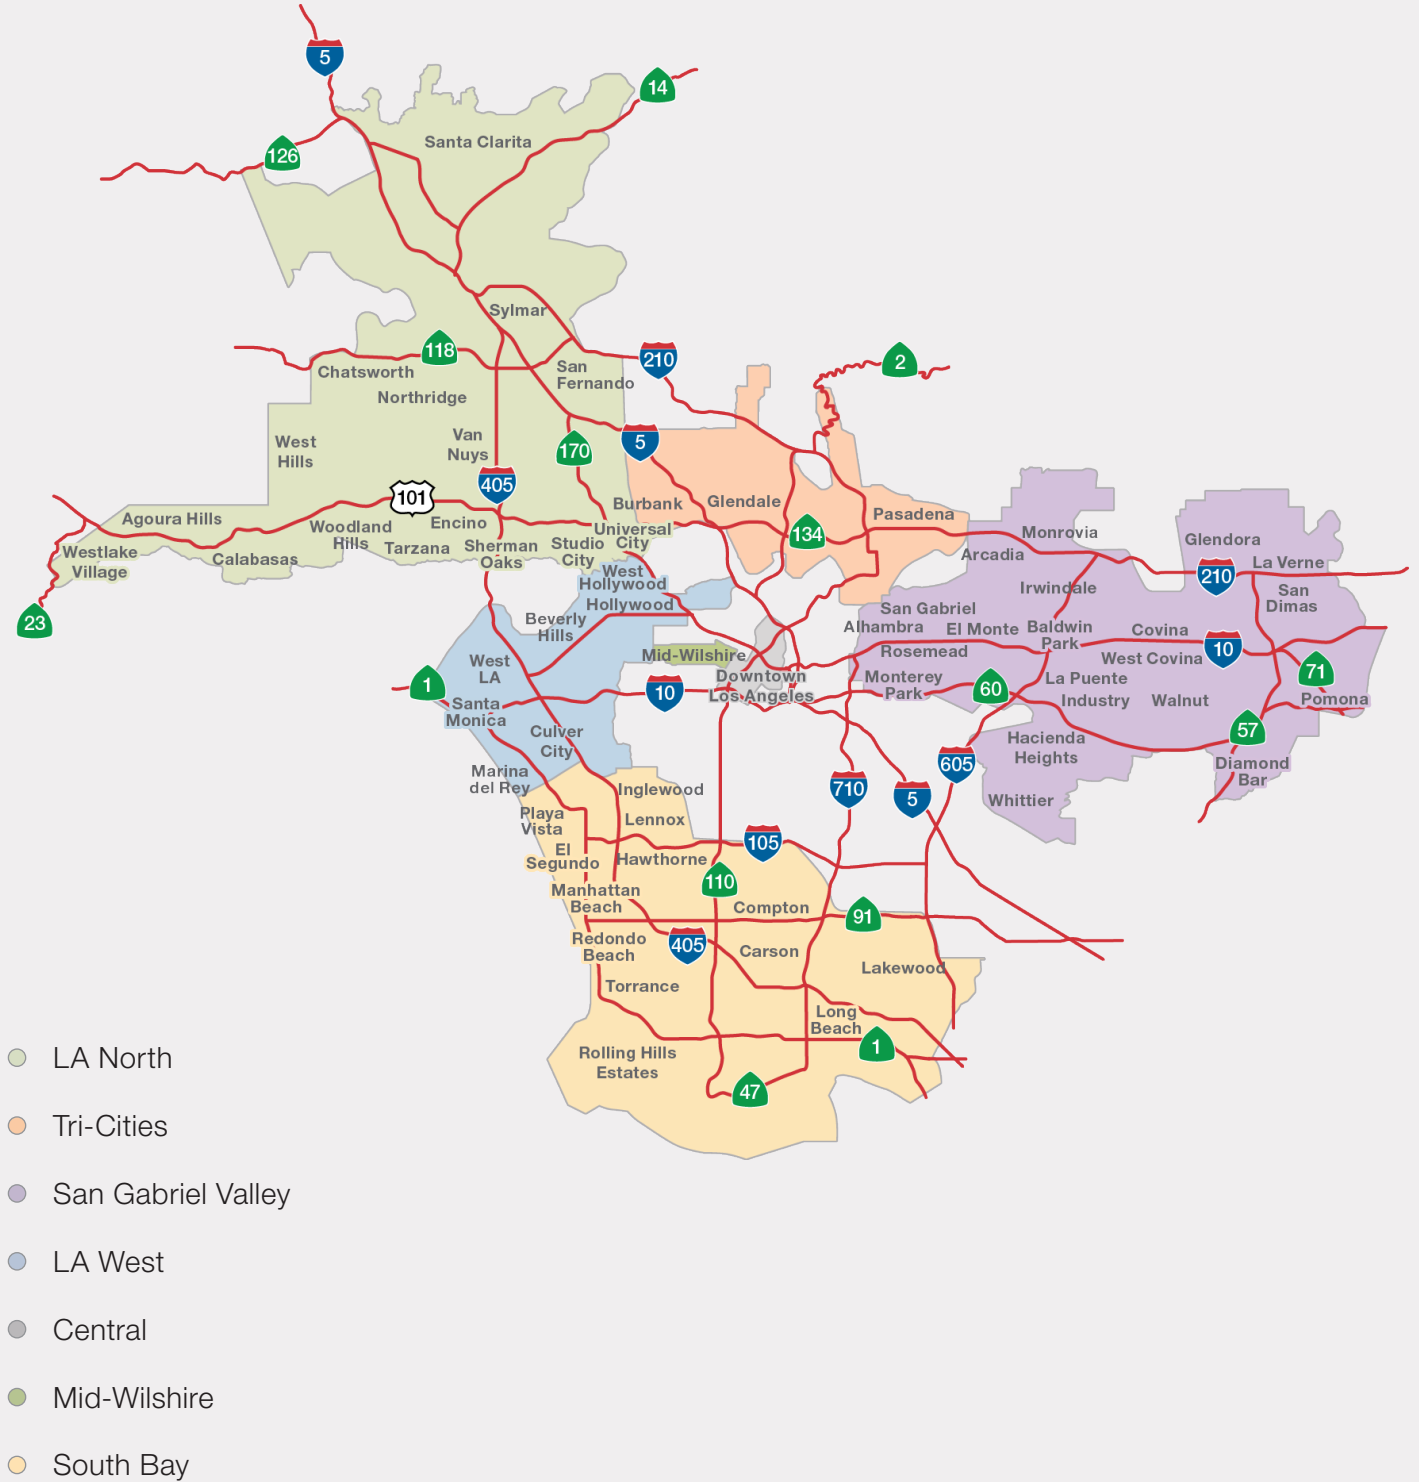 5
14
126
Santa Clarita
Sylmar
118
210
2
Chatsworth
San
Fernando
Northridge
West
Hills
Van
Nuys
170
5
405
101
Burbank
Glendale
Pasadena
134
Agoura Hills
Woodland
Hills
Encino
Tarzana
Sherman
Oaks
Studio
City
Universal
City
Westlake
Village
Calabasas
23
Monrovia
Arcadia
Glendora
La Verne
210
Irwindale
San
Dimas
West
Hollywood
Hollywood
Beverly
Hills
San Gabriel
Alhambra
El Monte
Baldwin
Park
Covina
10
Rosemead
West Covina
71
Mid-Wilshire
West
LA
1
10
Downtown
Los Angeles
Monterey
Park
60
La Puente
Industry
Walnut
Pomona
Santa
Monica
Culver
City
57
Hacienda
Heights
605
Diamond
Bar
Marina
del Rey
Inglewood
710
5
Whittier
Playa
Vista
Lennox
105
El
Segundo
Hawthorne
110
Manhattan
Beach
Compton
91
Redondo
Beach
405
Carson
Lakewood
Torrance
Long
Beach
1
Rolling Hills
Estates
47
LA North
Tri-Cities
San Gabriel Valley
LA West
Central
Mid-Wilshire
South Bay